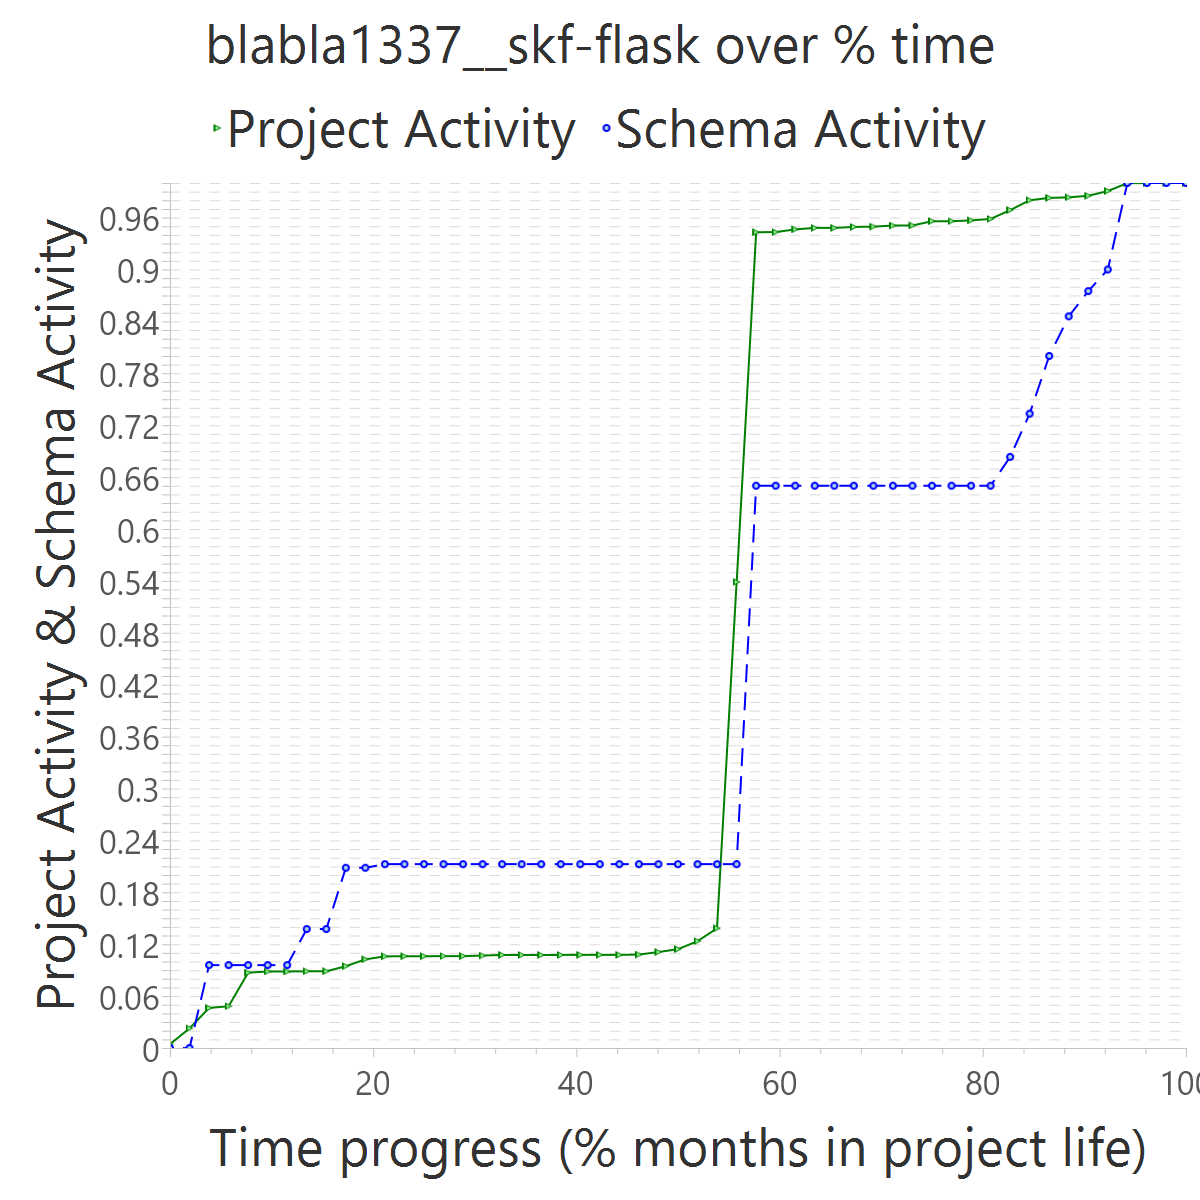 blabla1337__skf-flask over % time
Project Activity
Schema Activity
Project Activity & Schema Activity
0.96
0.9
0.84
0.78
0.72
0.66
0.6
0.54
0.48
0.42
0.36
0.3
0.24
0.18
0.12
0.06
0
0 20 40 60 80 100
Time progress (% months in project life)